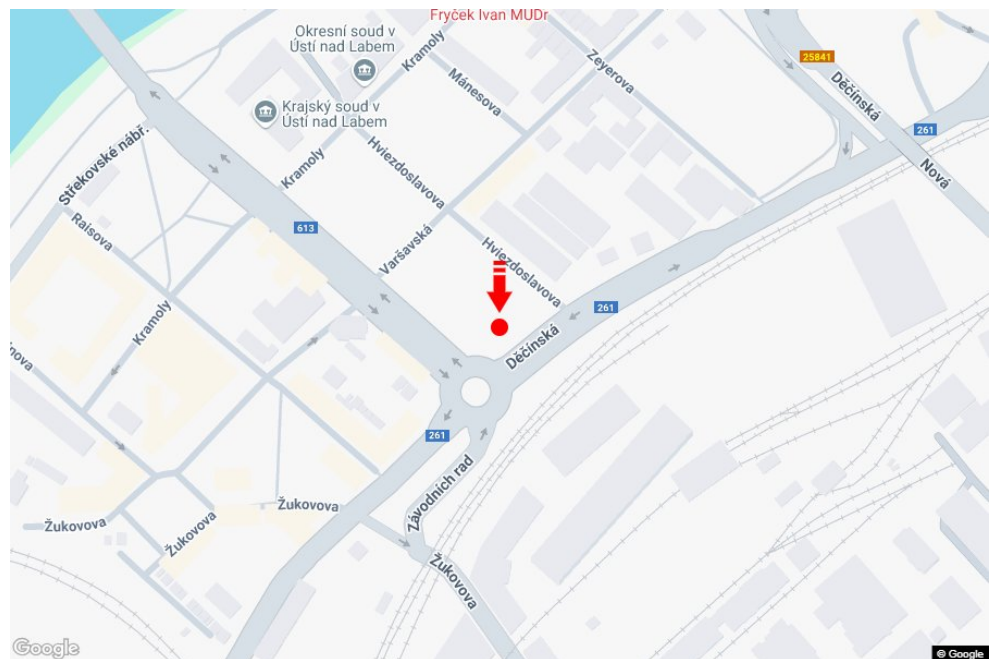 Fryček Ivan MUDr
Okresní soud v
Ústí nad Labem
Kramoly
Mánesova
Zeyerova
25841
Děčínská
261
Krajský soud v
Ústí nad Labem
Střekovské nábř.
Kramoly
Hviezdoslavova
Nová
Raisova
613
Varšavská
Hviezdoslavova
Kramoly
261
Děčínská
261
Závodních rad
Žukovova
Žukovova
Žukovova
Žukovova
Google
© Google